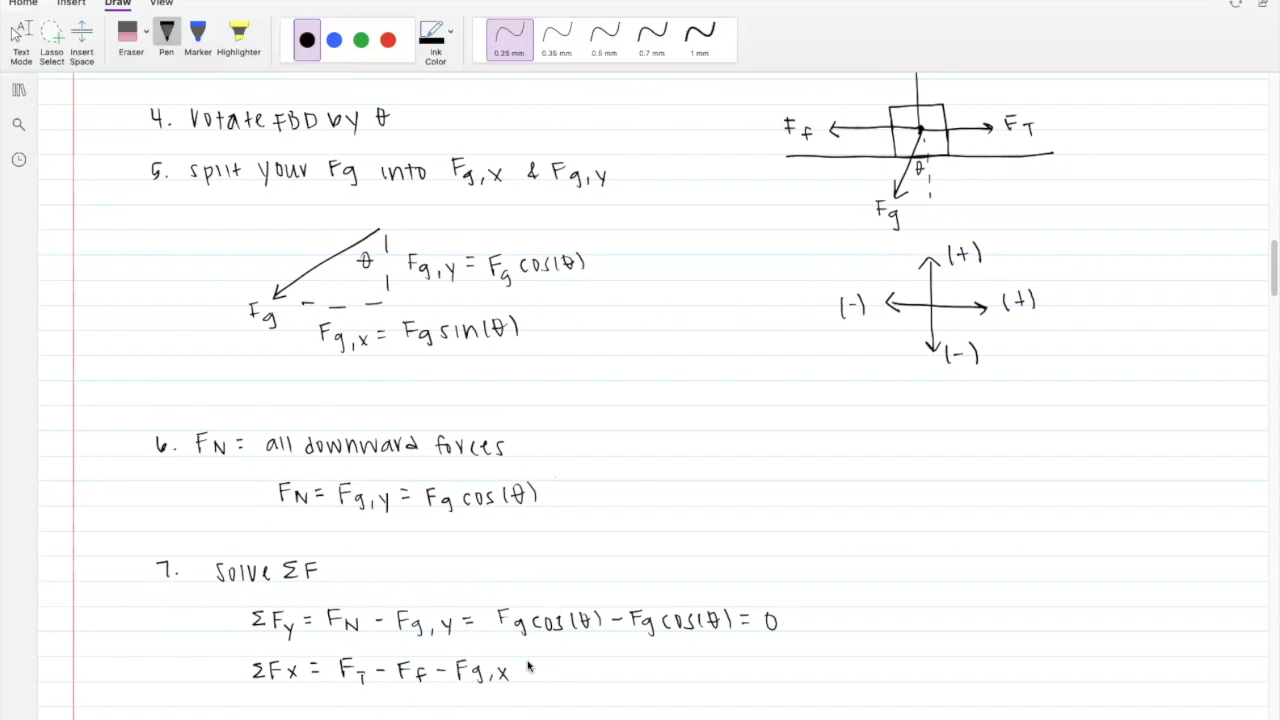 Home Insert Draw View
Text Mode Lasso Select Insert Space Eraser Pen Marker Highlighter Ink Color 0.25 mm 0.35 mm 0.5 mm 0.7 mm 1 mm
4. rotate FBD by θ
5. split your Fg into Fg,x & Fg,y
Ff FT
θ
Fg
θ Fg,y = Fg cos(θ)
Fg
Fg,x = Fg sin(θ)
(+)
(-) (+)
(-)
6. FN = all downward forces
FN = Fg,y = Fg cos(θ)
7. solve ΣF
ΣFy = FN - Fg,y = Fg cos(θ) - Fg cos(θ) = 0
ΣFx = FT - Ff - Fg,x